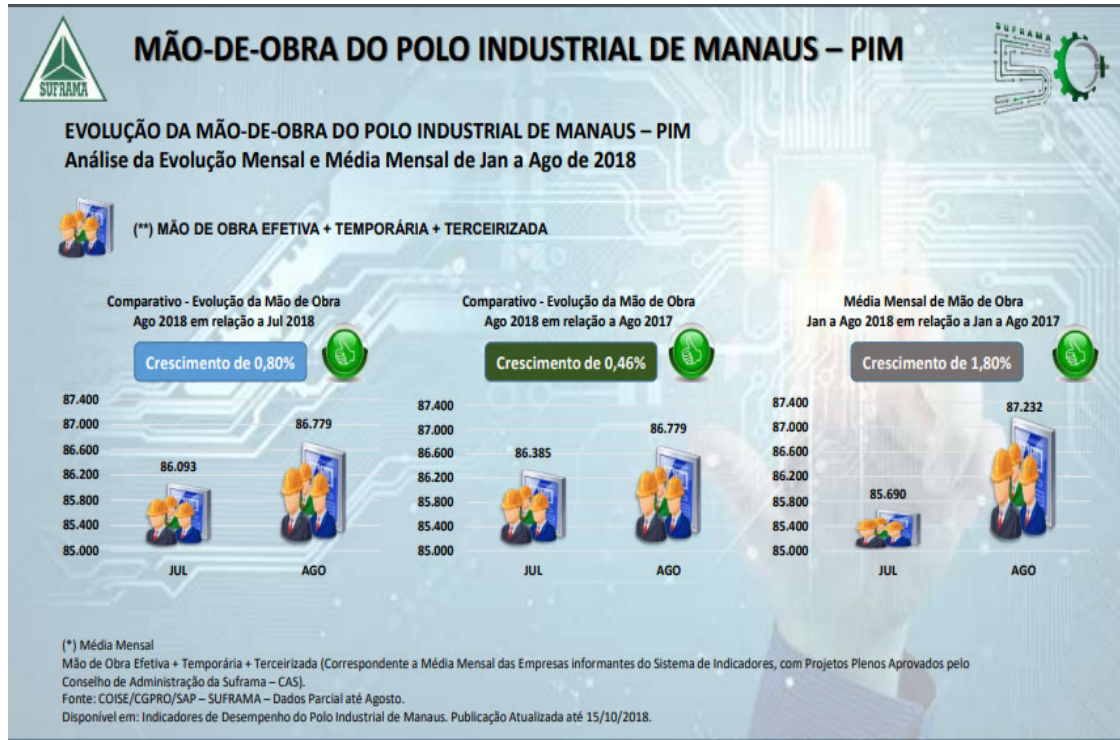 SUFRAMA
MÃO-DE-OBRA DO POLO INDUSTRIAL DE MANAUS – PIM
SUFRAMA
50
EVOLUÇÃO DA MÃO-DE-OBRA DO POLO INDUSTRIAL DE MANAUS – PIM
Análise da Evolução Mensal e Média Mensal de Jan a Ago de 2018
(**) MÃO DE OBRA EFETIVA + TEMPORÁRIA + TERCEIRIZADA
Comparativo - Evolução da Mão de Obra
Ago 2018 em relação a Jul 2018
Crescimento de 0,80%
87.400
87.000
86.600
86.200
85.800
85.400
85.000
86.093
86.779
JUL
AGO
Comparativo - Evolução da Mão de Obra
Ago 2018 em relação a Ago 2017
Crescimento de 0,46%
87.400
87.000
86.600
86.200
85.800
85.400
85.000
86.385
86.779
JUL
AGO
Média Mensal de Mão de Obra
Jan a Ago 2018 em relação a Jan a Ago 2017
Crescimento de 1,80%
87.400
87.000
86.600
86.200
85.800
85.400
85.000
85.690
87.232
JUL
AGO
(*) Média Mensal
Mão de Obra Efetiva + Temporária + Terceirizada (Correspondente a Média Mensal das Empresas informantes do Sistema de Indicadores, com Projetos Plenos Aprovados pelo
Conselho de Administração da Suframa – CAS).
Fonte: COISE/CGPRO/SAP – SUFRAMA – Dados Parcial até Agosto.
Disponível em: Indicadores de Desempenho do Polo Industrial de Manaus. Publicação Atualizada até 15/10/2018.